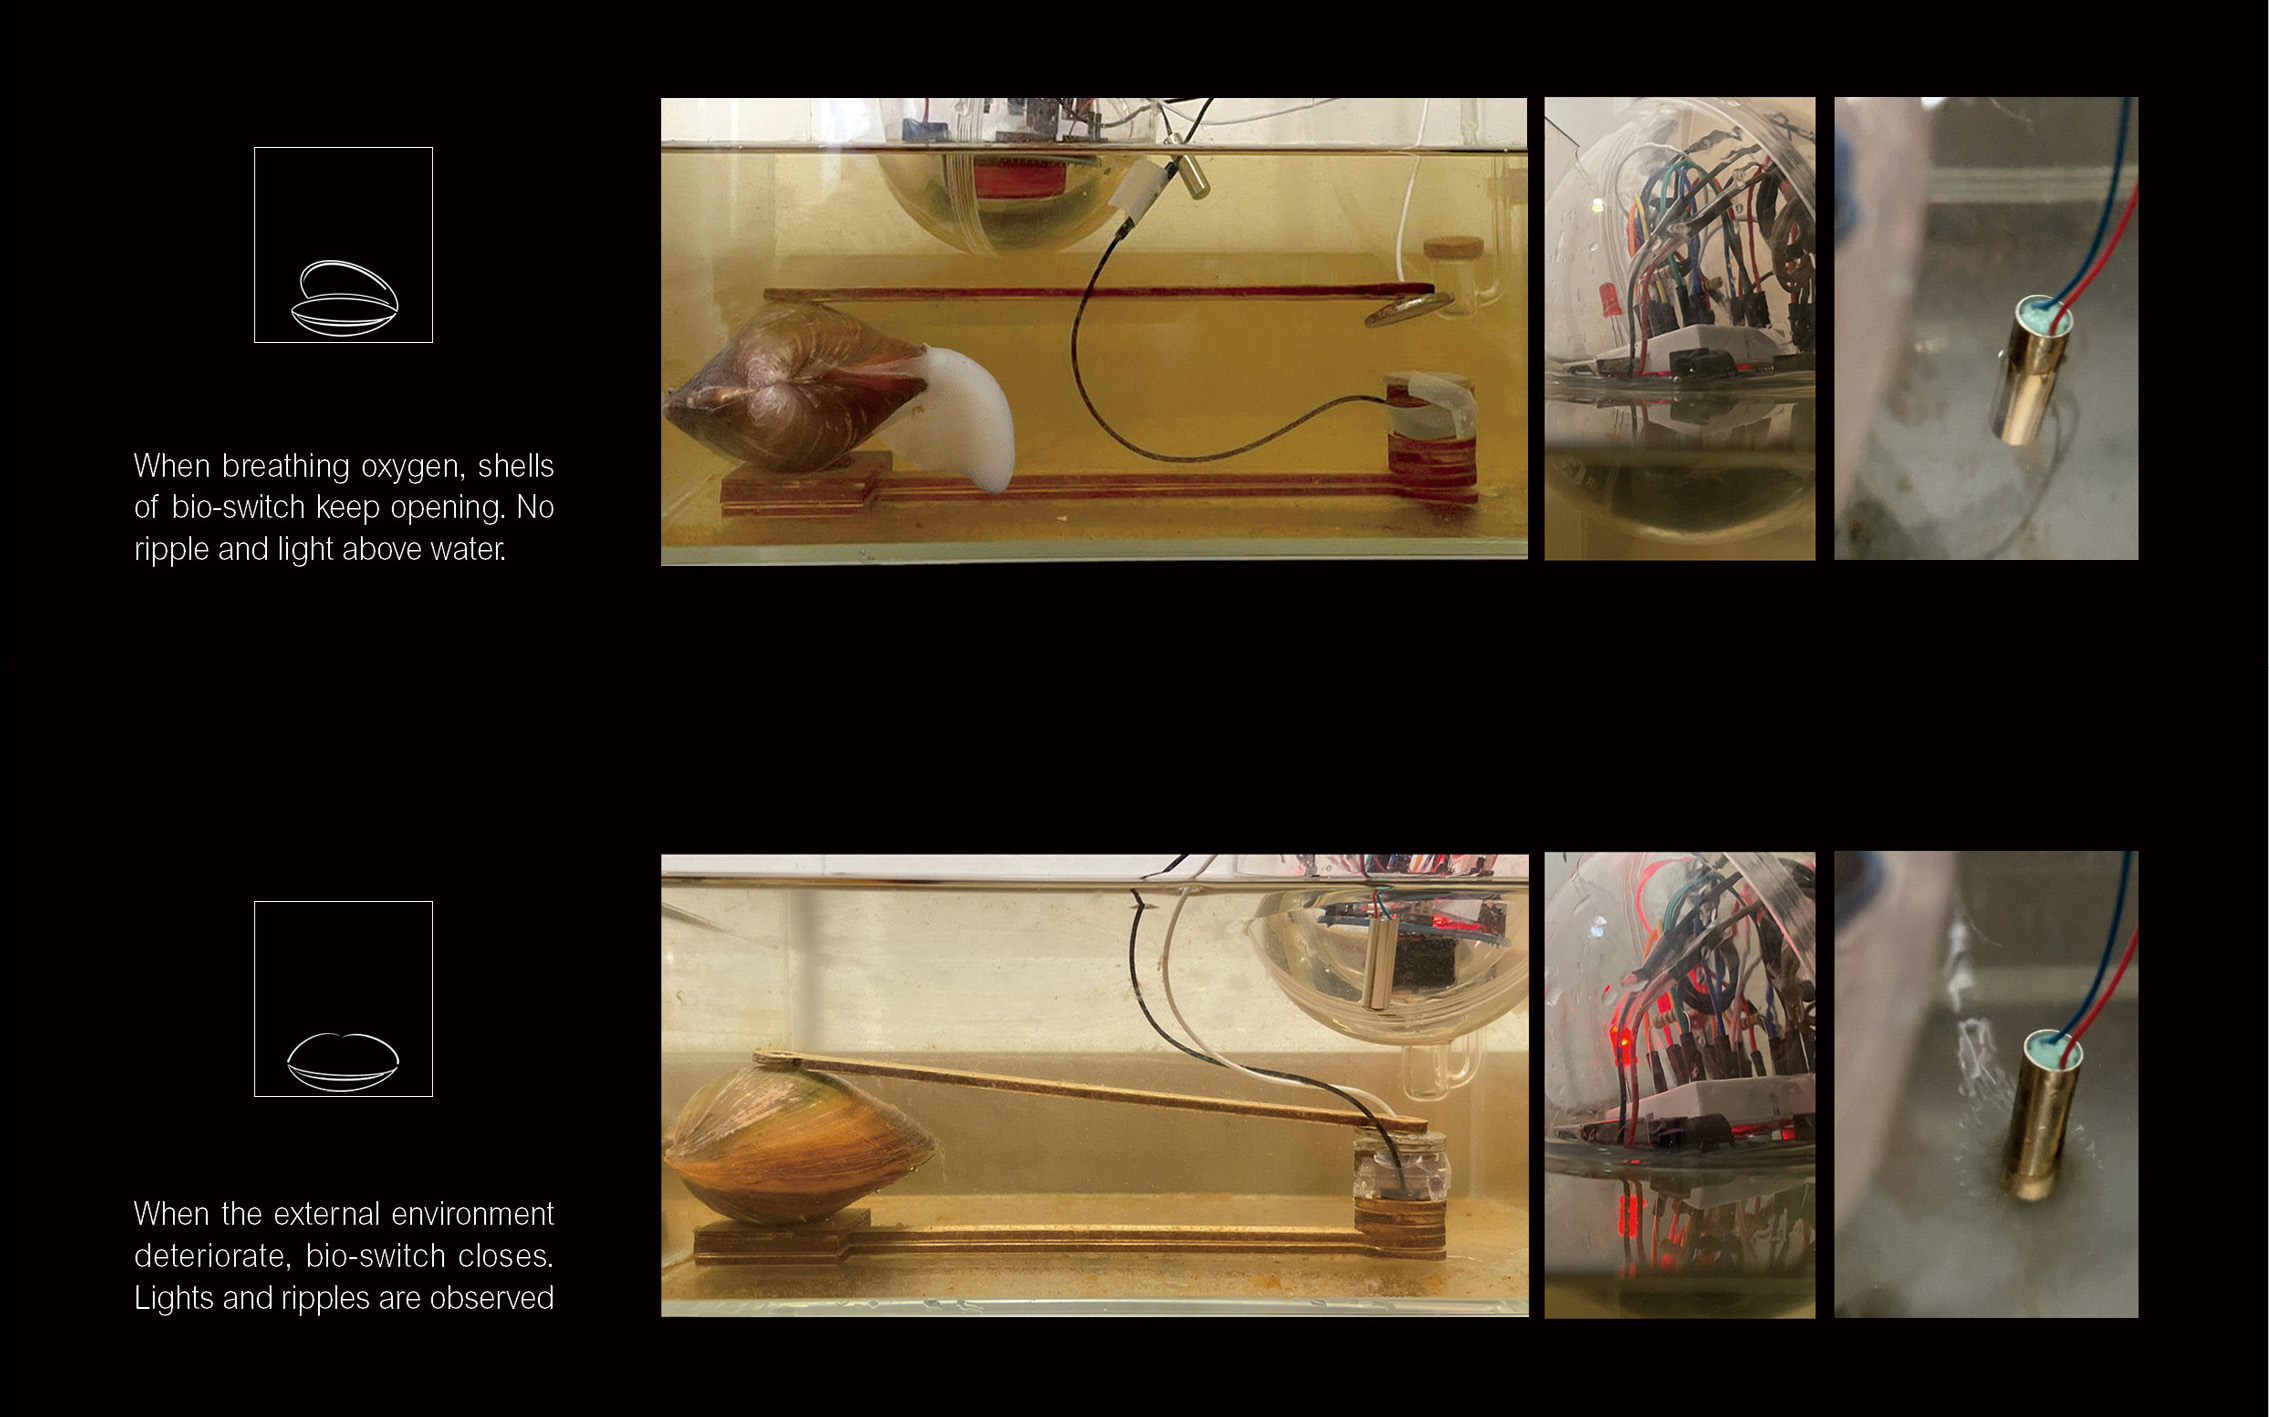 When breathing oxygen, shells
of bio-switch keep opening. No
ripple and light above water.
When the external environment
deteriorate, bio-switch closes.
Lights and ripples are observed